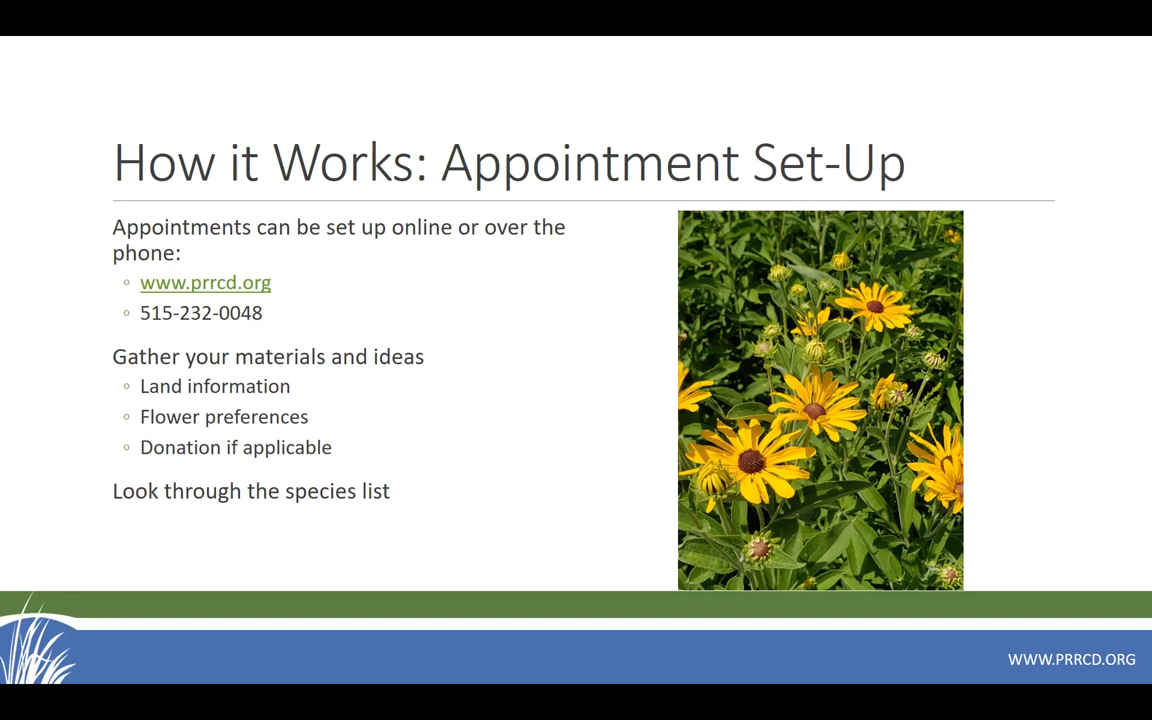 How it Works: Appointment Set-Up
Appointments can be set up online or over the
phone:
www.prrcd.org
515-232-0048
Gather your materials and ideas
Land information
Flower preferences
Donation if applicable
Look through the species list
WWW.PRRCD.ORG